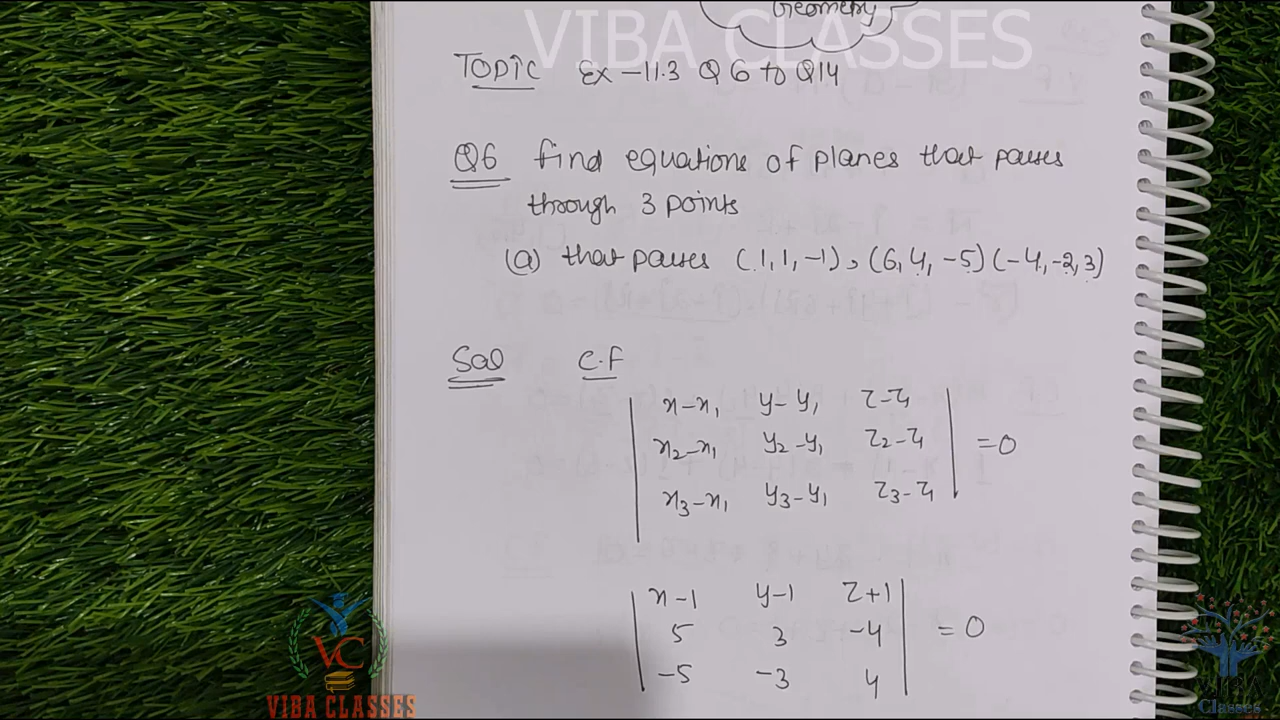 Geometry
VIBA CLASSES
TOPIC Ex-11.3 Q6 to Q14
Q6 find equations of planes that passes
through 3 points
(a) that passes (1,1,-1), (6,4,-5) (-4,-2,3)
Sol C.F
x-x₁ y-y₁ z-z₁
x₂-x₁ y₂-y₁ z₂-z₁ =0
x₃-x₁ y₃-y₁ z₃-z₁
x-1 y-1 z+1
5 3 -4 =0
-5 -3 4
VC
VIBA CLASSES
VIBA
Classes